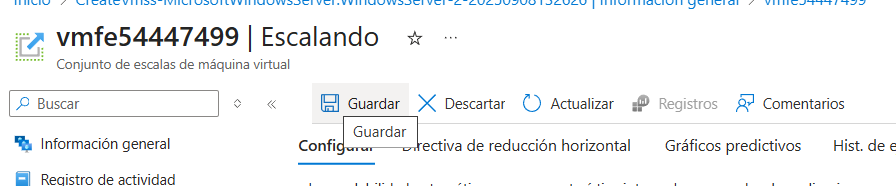 Inicio > CreateVmss-MicrosoftWindowsServer.WindowsServer-2-20250908132626 | Información general > vmfe54447499
vmfe54447499 | Escalando
Conjunto de escalas de máquina virtual
Buscar
Guardar Descartar Actualizar Registros Comentarios
Guardar
Información general
Configurar Directiva de reducción horizontal Gráficos predictivos Hist. de e
Registro de actividad